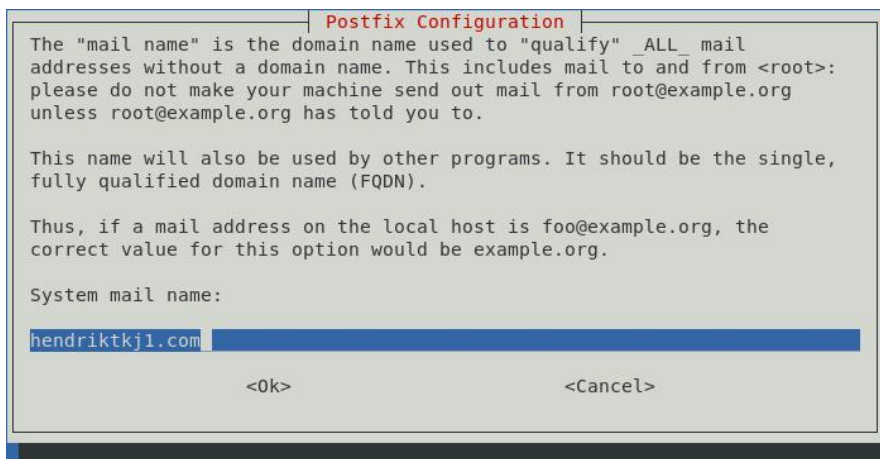 Postfix Configuration
The "mail name" is the domain name used to "qualify" _ALL_ mail
addresses without a domain name. This includes mail to and from <root>:
please do not make your machine send out mail from root@example.org
unless root@example.org has told you to.
This name will also be used by other programs. It should be the single,
fully qualified domain name (FQDN).
Thus, if a mail address on the local host is foo@example.org, the
correct value for this option would be example.org.
System mail name:
hendriktkj1.com
<Ok> <Cancel>